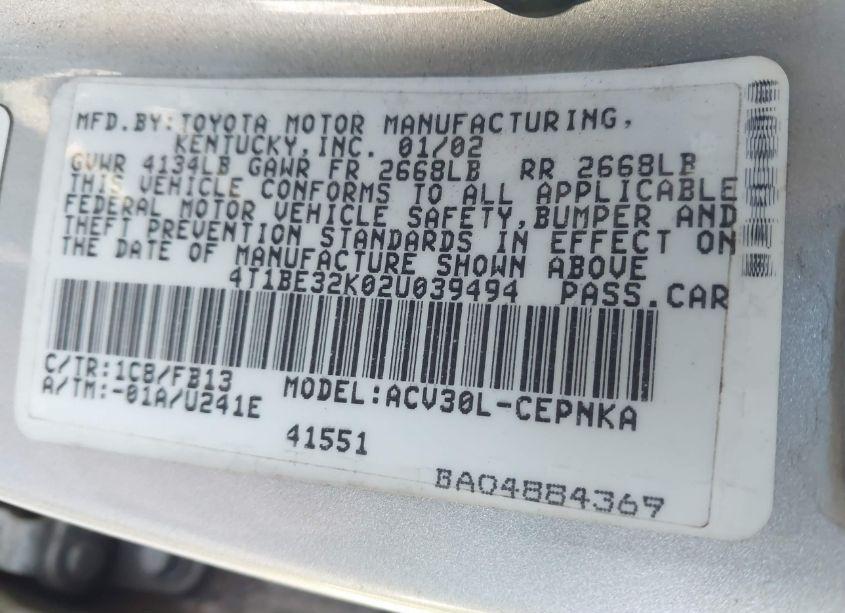 MFD.BY:TOYOTA MOTOR MANUFACTURING,
KENTUCKY,INC. 01/02
GVWR 4134LB GAWR FR 2668LB RR 2668LB
THIS VEHICLE CONFORMS TO ALL APPLICABLE
FEDERAL MOTOR VEHICLE SAFETY,BUMPER AND
THEFT PREVENTION STANDARDS IN EFFECT ON
THE DATE OF MANUFACTURE SHOWN ABOVE
4T1BE32K02U039494 PASS.CAR
C/TR:1C8/FB13
A/TM:-01A/U241E MODEL:ACV30L-CEPNKA
41551
BA04884369